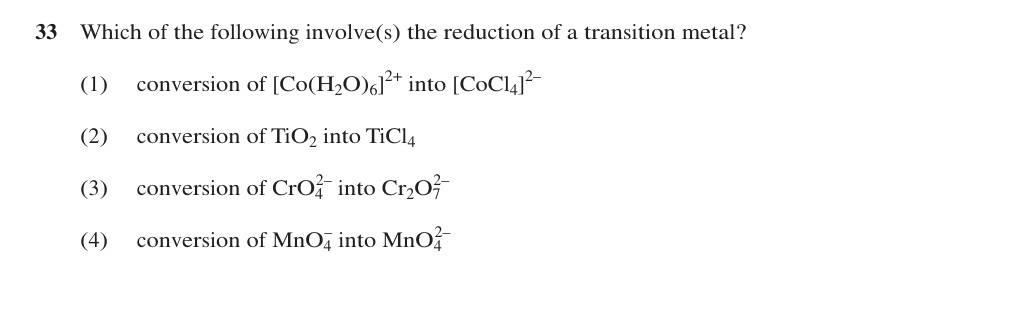 33 Which of the following involve(s) the reduction of a transition metal?
(1) conversion of [Co(H₂O)₆]²⁺ into [CoCl₄]²⁻
(2) conversion of TiO₂ into TiCl₄
(3) conversion of CrO₄²⁻ into Cr₂O₇²⁻
(4) conversion of MnO₄⁻ into MnO₄²⁻